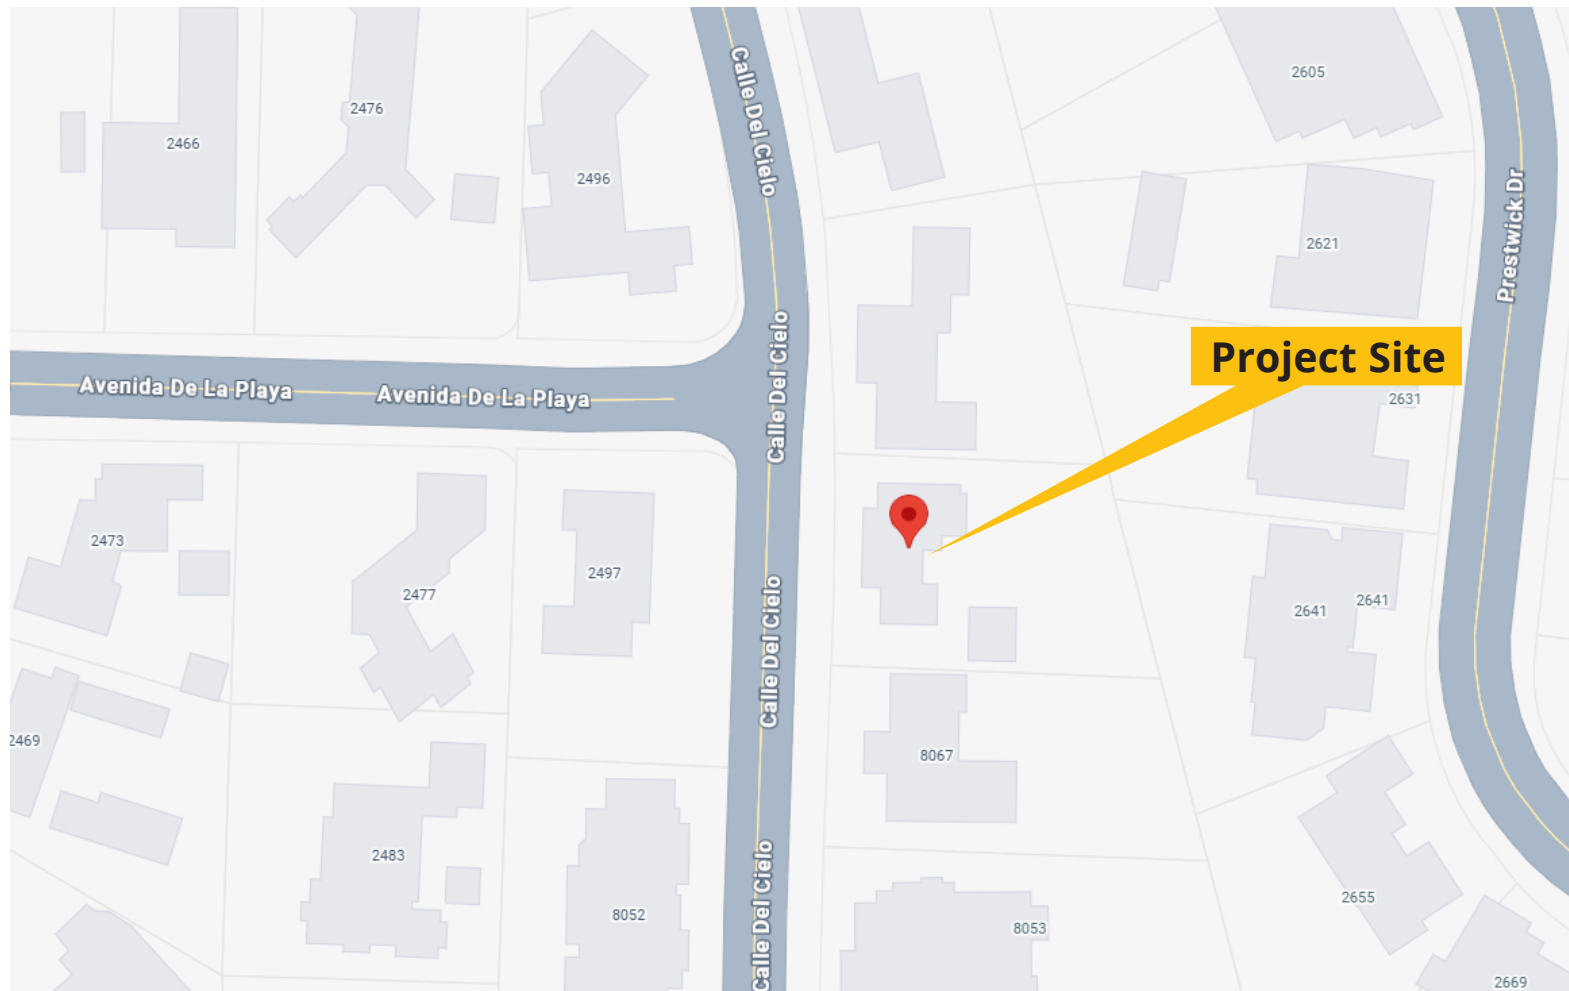 Calle Del Cielo
2605
2476
2466
2496
Prestwick Dr
2621
Calle Del Cielo
Project Site
Avenida De La Playa
Avenida De La Playa
2631
2473
2497
2477
Calle Del Cielo
2641
2641
2469
8067
2483
2655
8052
8053
Calle Del Cielo
2669